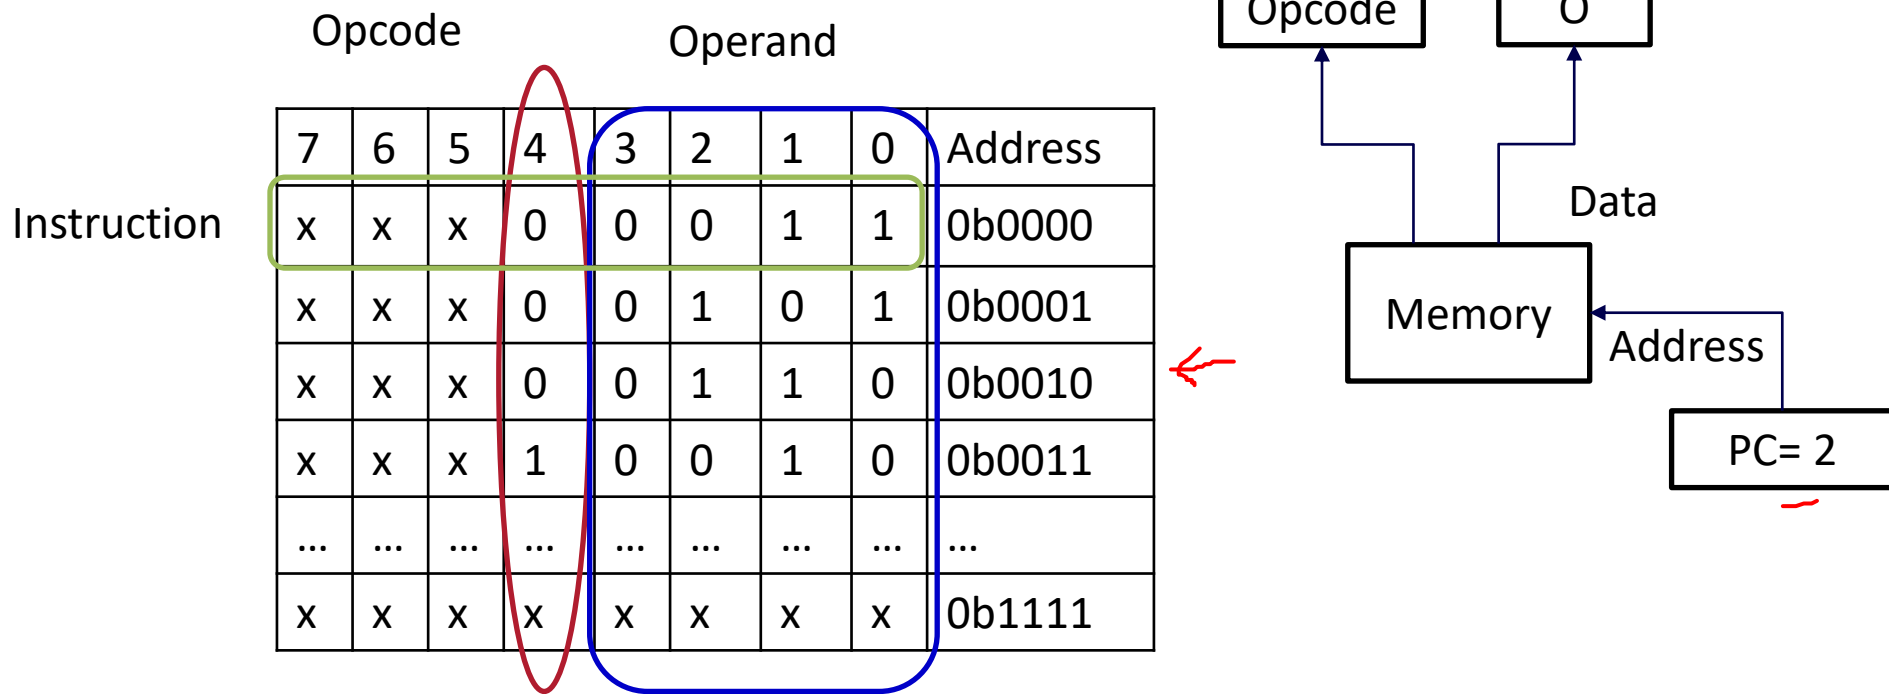 Opcode
Operand
7 6 5 4 3 2 1 0 Address
Instruction
x x x 0 0 0 1 1 0b0000
x x x 0 0 1 0 1 0b0001
x x x 0 0 1 1 0 0b0010
x x x 1 0 0 1 0 0b0011
... ... ... ... ... ... ... ... ...
x x x x x x x x 0b1111
Opcode
O
Data
Memory
Address
PC= 2